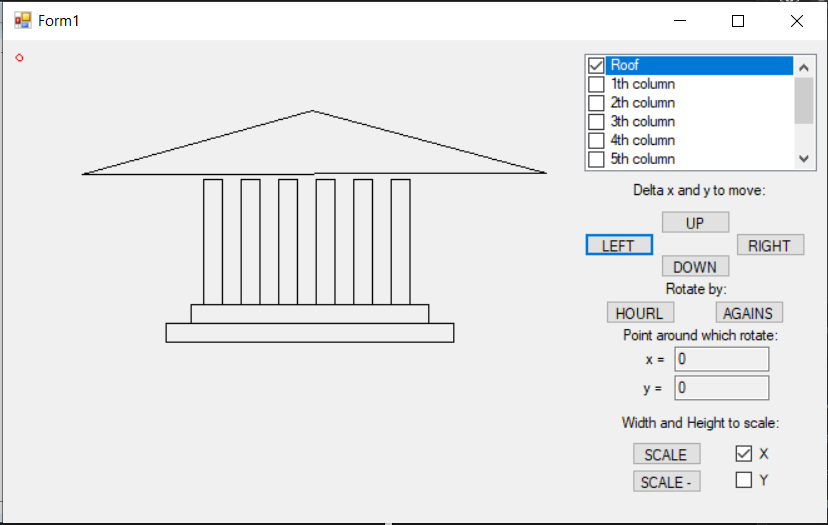 Form1
Roof
1th column
2th column
3th column
4th column
5th column
Delta x and y to move:
UP
LEFT
RIGHT
DOWN
Rotate by:
HOURL
AGAINS
Point around which rotate:
x = 0
y = 0
Width and Height to scale:
SCALE
X
SCALE -
Y